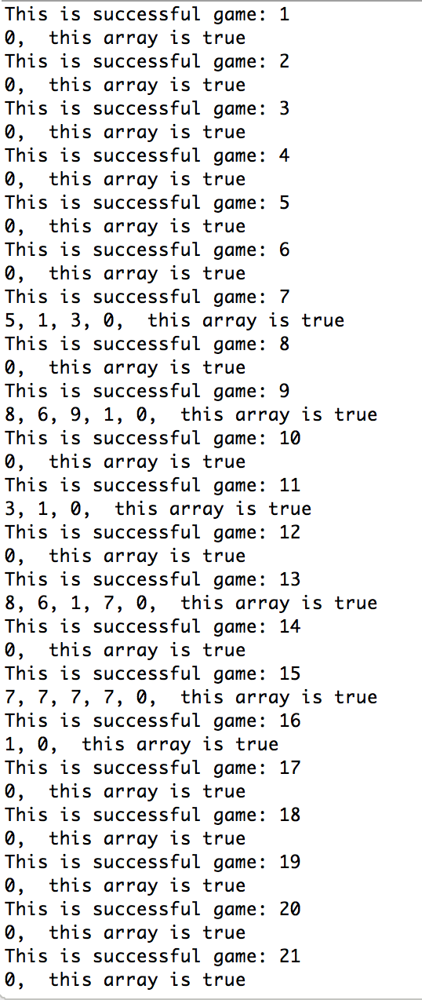 This is successful game: 1
0,  this array is true
This is successful game: 2
0,  this array is true
This is successful game: 3
0,  this array is true
This is successful game: 4
0,  this array is true
This is successful game: 5
0,  this array is true
This is successful game: 6
0,  this array is true
This is successful game: 7
5, 1, 3, 0,  this array is true
This is successful game: 8
0,  this array is true
This is successful game: 9
8, 6, 9, 1, 0,  this array is true
This is successful game: 10
0,  this array is true
This is successful game: 11
3, 1, 0,  this array is true
This is successful game: 12
0,  this array is true
This is successful game: 13
8, 6, 1, 7, 0,  this array is true
This is successful game: 14
0,  this array is true
This is successful game: 15
7, 7, 7, 7, 0,  this array is true
This is successful game: 16
1, 0,  this array is true
This is successful game: 17
0,  this array is true
This is successful game: 18
0,  this array is true
This is successful game: 19
0,  this array is true
This is successful game: 20
0,  this array is true
This is successful game: 21
0,  this array is true